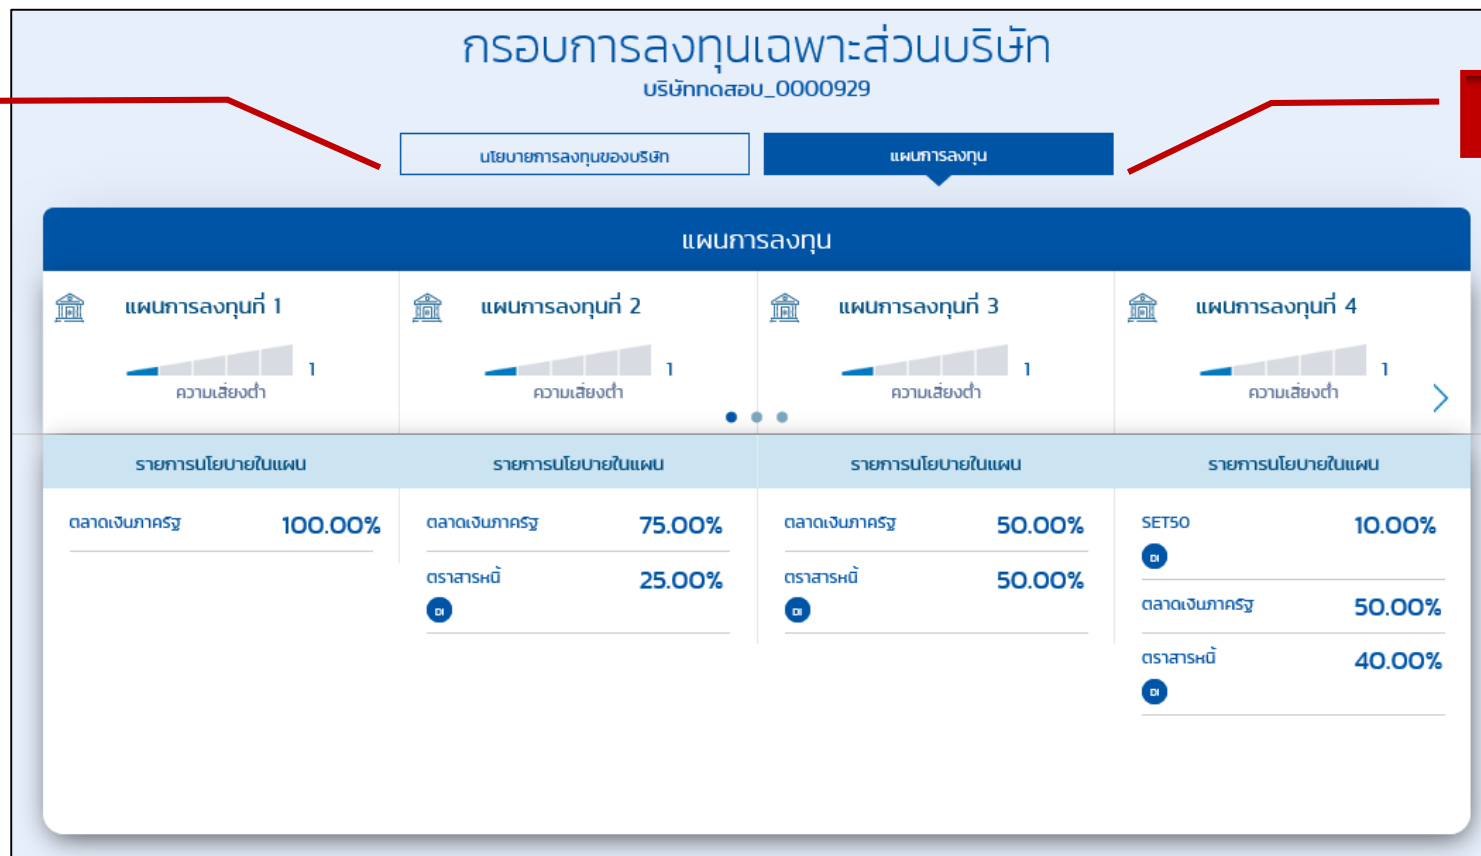 กรอบการลงทุนเฉพาะส่วนบริษัท
บริษัททดสอบ_0000929
นโยบายการลงทุนของบริษัท
แผนการลงทุน
แผนการลงทุน
แผนการลงทุนที่ 1
1
ความเสี่ยงต่ำ
แผนการลงทุนที่ 2
1
ความเสี่ยงต่ำ
แผนการลงทุนที่ 3
1
ความเสี่ยงต่ำ
แผนการลงทุนที่ 4
1
ความเสี่ยงต่ำ
รายการนโยบายในแผน
ตลาดเงินภาครัฐ 100.00%
รายการนโยบายในแผน
ตลาดเงินภาครัฐ 75.00%
ตราสารหนี้ 25.00%
DI
รายการนโยบายในแผน
ตลาดเงินภาครัฐ 50.00%
ตราสารหนี้ 50.00%
DI
รายการนโยบายในแผน
SET50 10.00%
DI
ตลาดเงินภาครัฐ 50.00%
ตราสารหนี้ 40.00%
DI